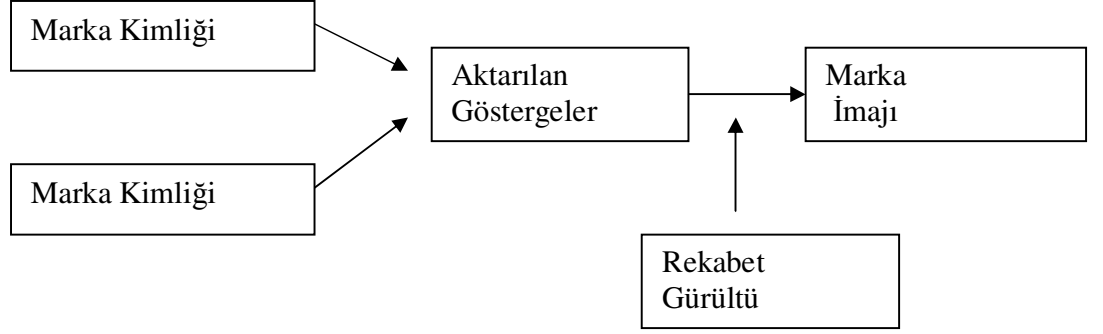 Marka Kimliği
Aktarılan
Göstergeler
Marka
İmajı
Marka Kimliği
Rekabet
Gürültü